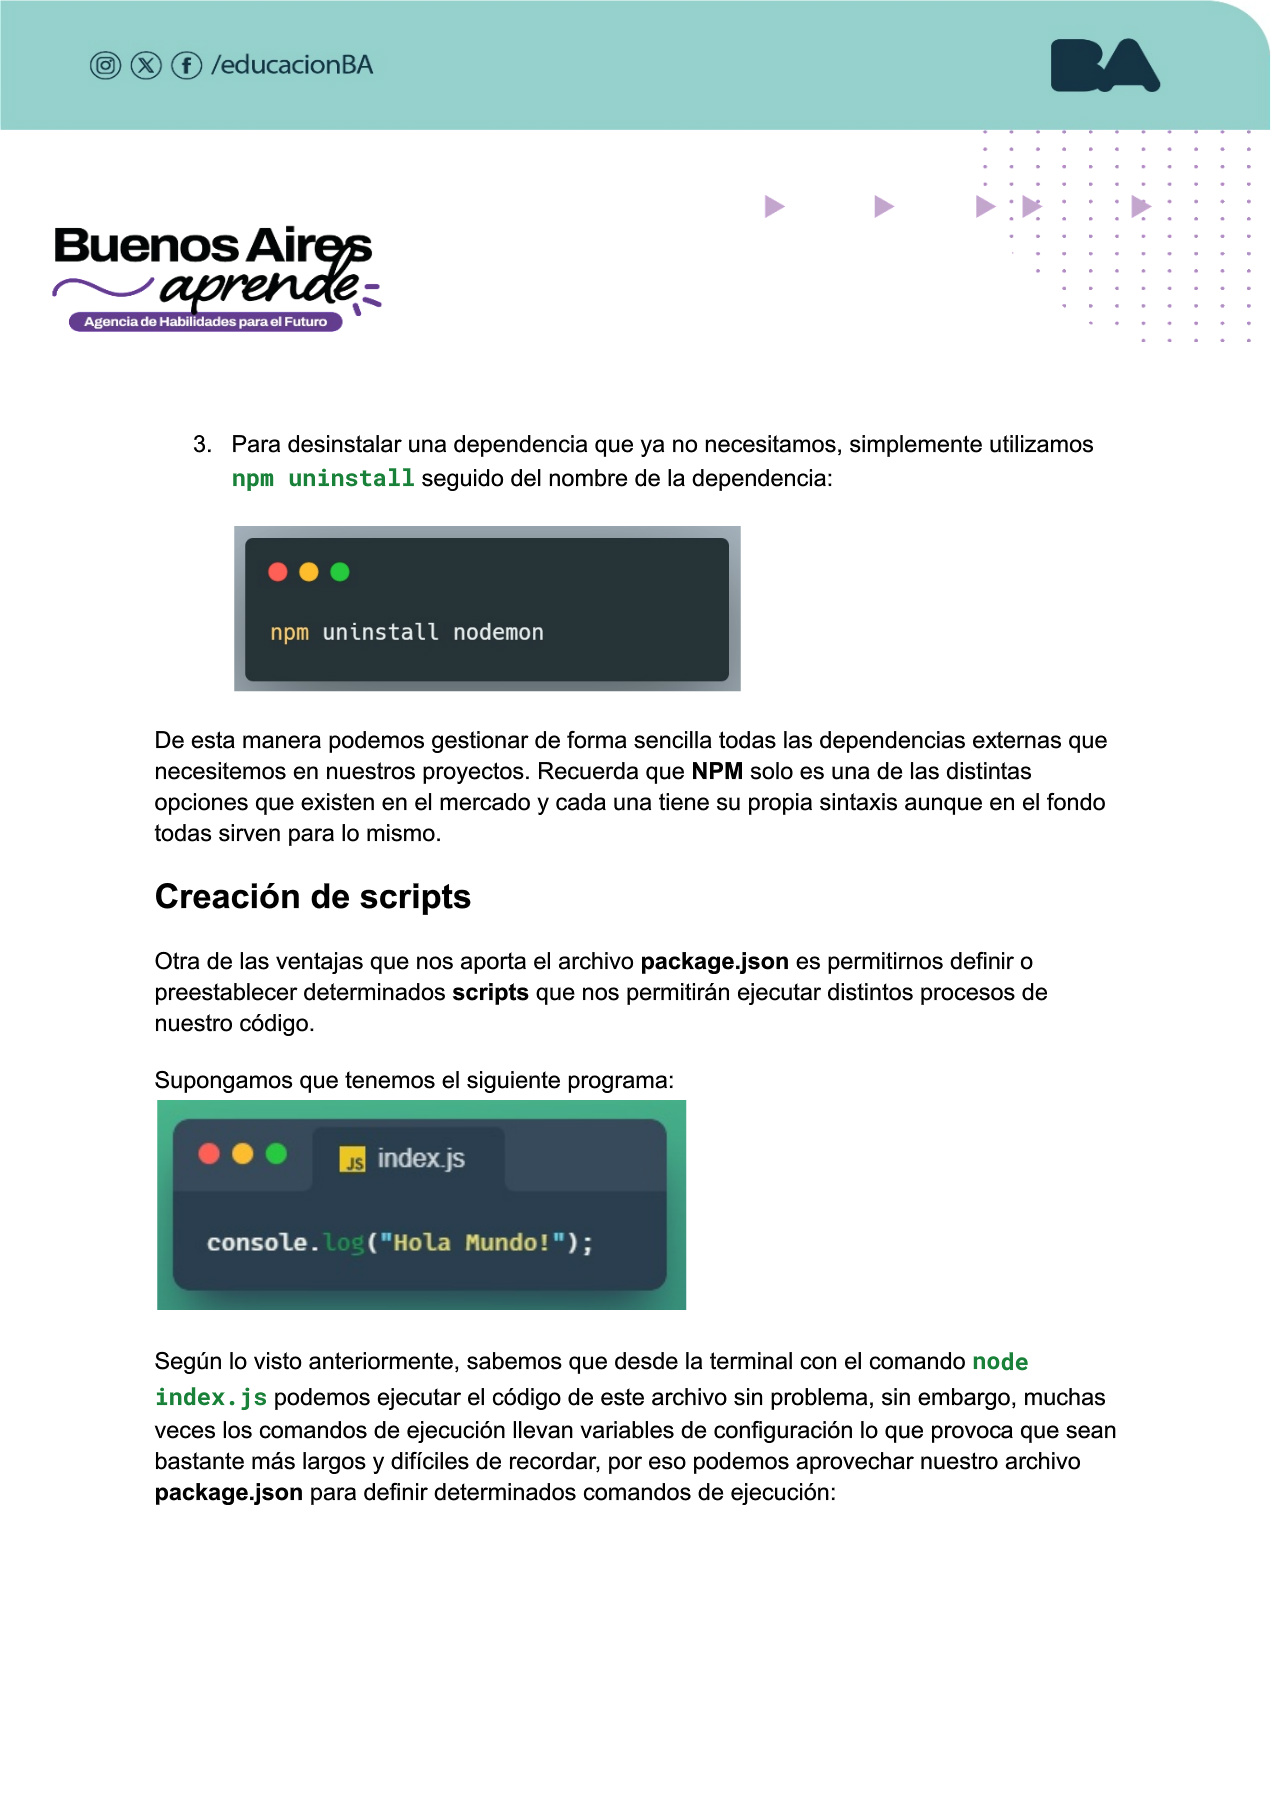 /educacionBA
BA
Buenos Aires
aprende
Agencia de Habilidades para el Futuro
3. Para desinstalar una dependencia que ya no necesitamos, simplemente utilizamos
npm uninstall seguido del nombre de la dependencia:
npm uninstall nodemon
De esta manera podemos gestionar de forma sencilla todas las dependencias externas que
necesitemos en nuestros proyectos. Recuerda que NPM solo es una de las distintas
opciones que existen en el mercado y cada una tiene su propia sintaxis aunque en el fondo
todas sirven para lo mismo.
Creación de scripts
Otra de las ventajas que nos aporta el archivo package.json es permitirnos definir o
preestablecer determinados scripts que nos permitirán ejecutar distintos procesos de
nuestro código.
Supongamos que tenemos el siguiente programa:
JS index.js
console.log("Hola Mundo!");
Según lo visto anteriormente, sabemos que desde la terminal con el comando node
index.js podemos ejecutar el código de este archivo sin problema, sin embargo, muchas
veces los comandos de ejecución llevan variables de configuración lo que provoca que sean
bastante más largos y difíciles de recordar, por eso podemos aprovechar nuestro archivo
package.json para definir determinados comandos de ejecución: